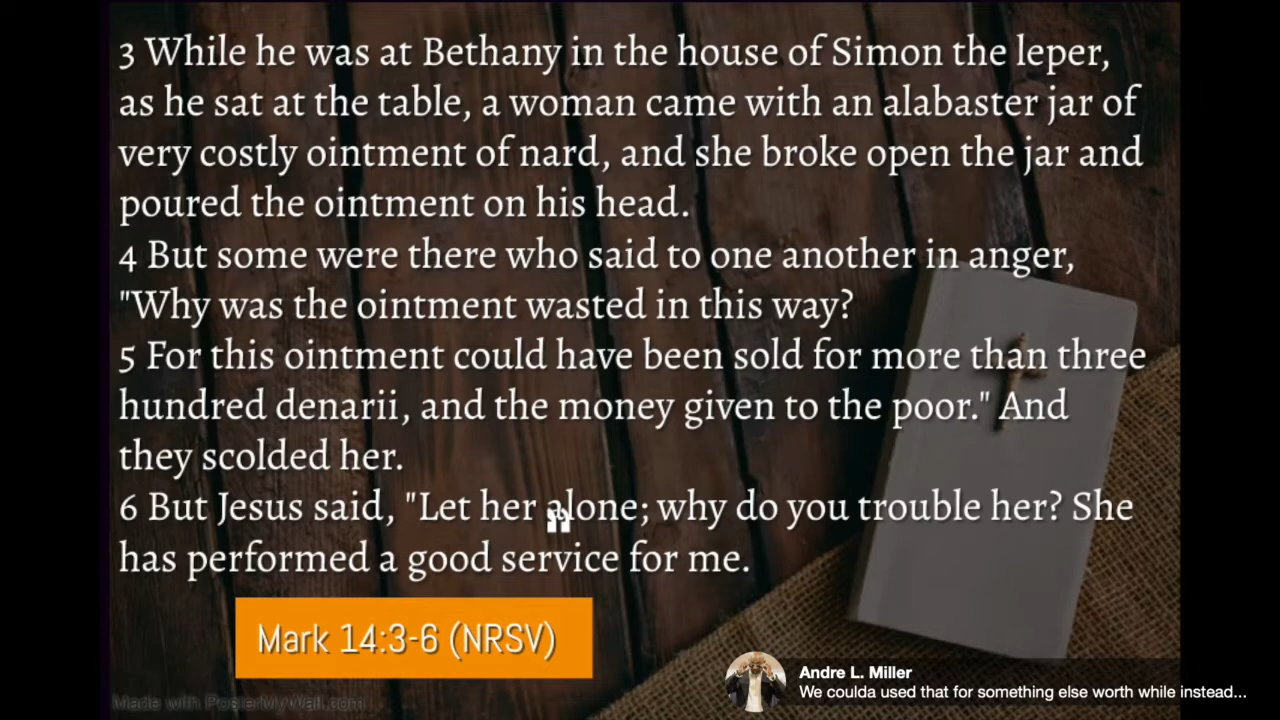 3 While he was at Bethany in the house of Simon the leper,
as he sat at the table, a woman came with an alabaster jar of
very costly ointment of nard, and she broke open the jar and
poured the ointment on his head.
4 But some were there who said to one another in anger,
"Why was the ointment wasted in this way?
5 For this ointment could have been sold for more than three
hundred denarii, and the money given to the poor." And
they scolded her.
6 But Jesus said, "Let her alone; why do you trouble her? She
has performed a good service for me.
Mark 14:3-6 (NRSV)
Andre L. Miller
We coulda used that for something else worth while instead...
Made with PosterMyWall.com